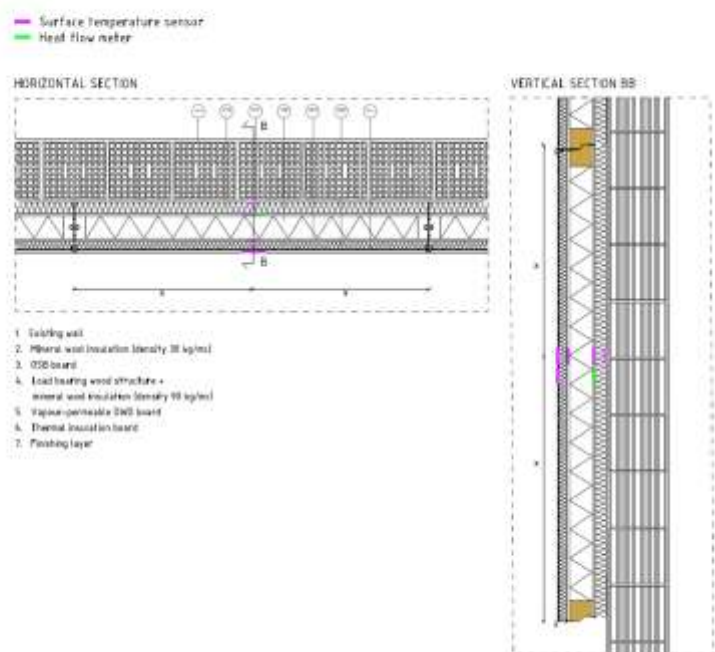 Surface temperature sensor
Heat flow meter
HORIZONTAL SECTION
VERTICAL SECTION BB
B
B
1. Existing wall
2. Mineral wool insulation (density 30 kg/m3)
3. OSB board
4. Load bearing wood structure +
mineral wool insulation (density 90 kg/m3)
5. Vapour-permeable DWD board
6. Thermal insulation board
7. Finishing layer